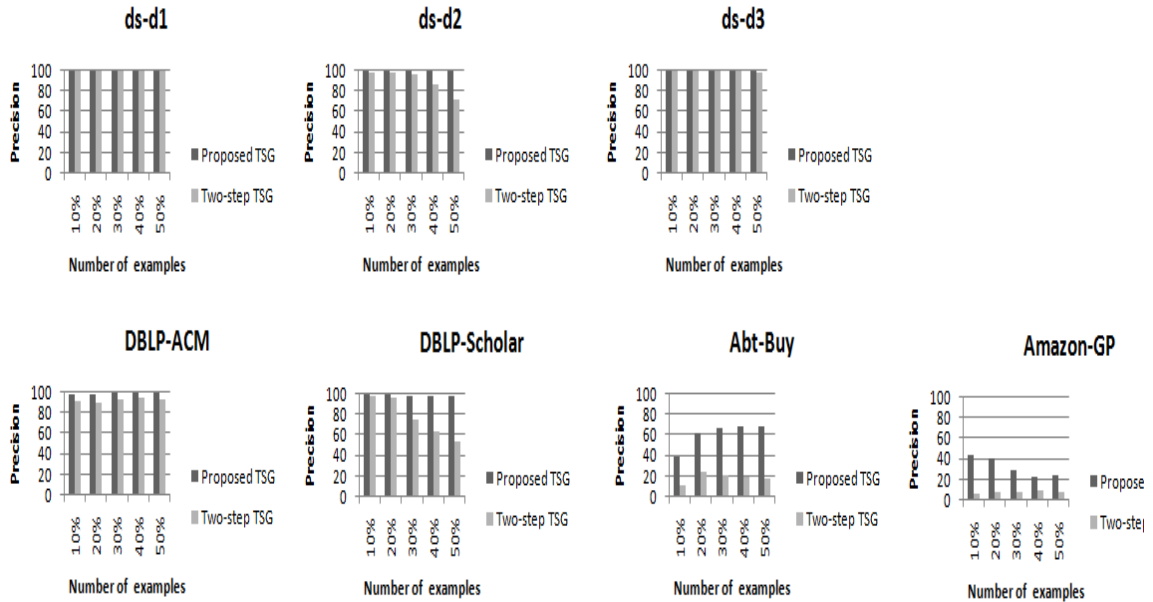 ds-d1
Precision
100
80
60
40
20
0
10%
20%
30%
40%
50%
Number of examples
Proposed TSG
Two-step TSG
ds-d2
Precision
100
80
60
40
20
0
10%
20%
30%
40%
50%
Number of examples
Proposed TSG
Two-step TSG
ds-d3
Precision
100
80
60
40
20
0
10%
20%
30%
40%
50%
Number of examples
Proposed TSG
Two-step TSG
DBLP-ACM
Precision
100
80
60
40
20
0
10%
20%
30%
40%
50%
Number of examples
Proposed TSG
Two-step TSG
DBLP-Scholar
Precision
100
80
60
40
20
0
10%
20%
30%
40%
50%
Number of examples
Proposed TSG
Two-step TSG
Abt-Buy
Precision
100
80
60
40
20
0
10%
20%
30%
40%
50%
Number of examples
Proposed TSG
Two-step TSG
Amazon-GP
Precision
100
80
60
40
20
0
10%
20%
30%
40%
50%
Number of examples
Propose
Two-step